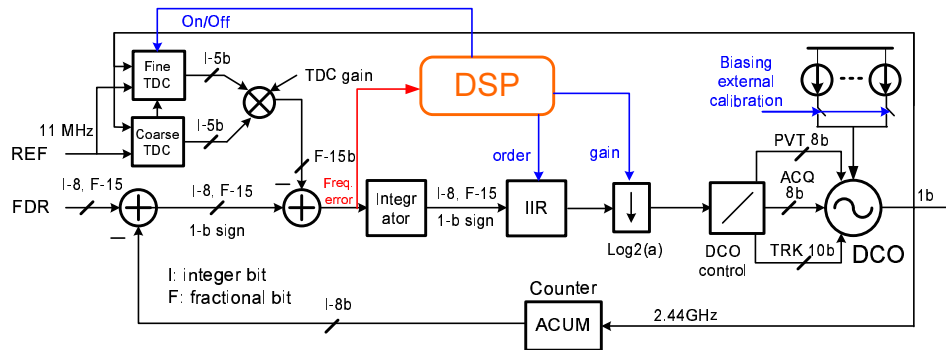 On/Off
Fine
TDC
I-5b
TDC gain
DSP
Biasing
external
calibration
11 MHz
REF
Coarse
TDC
I-5b
F-15b
order
gain
PVT 8b
I-8, F-15
FDR
I-8, F-15
1-b sign
Freq.
error
Integr
ator
I-8, F-15
1-b sign
IIR
Log2(a)
DCO
control
ACQ
8b
TRK 10b
DCO
1b
I: integer bit
F: fractional bit
I-8b
Counter
ACUM
2.44GHz